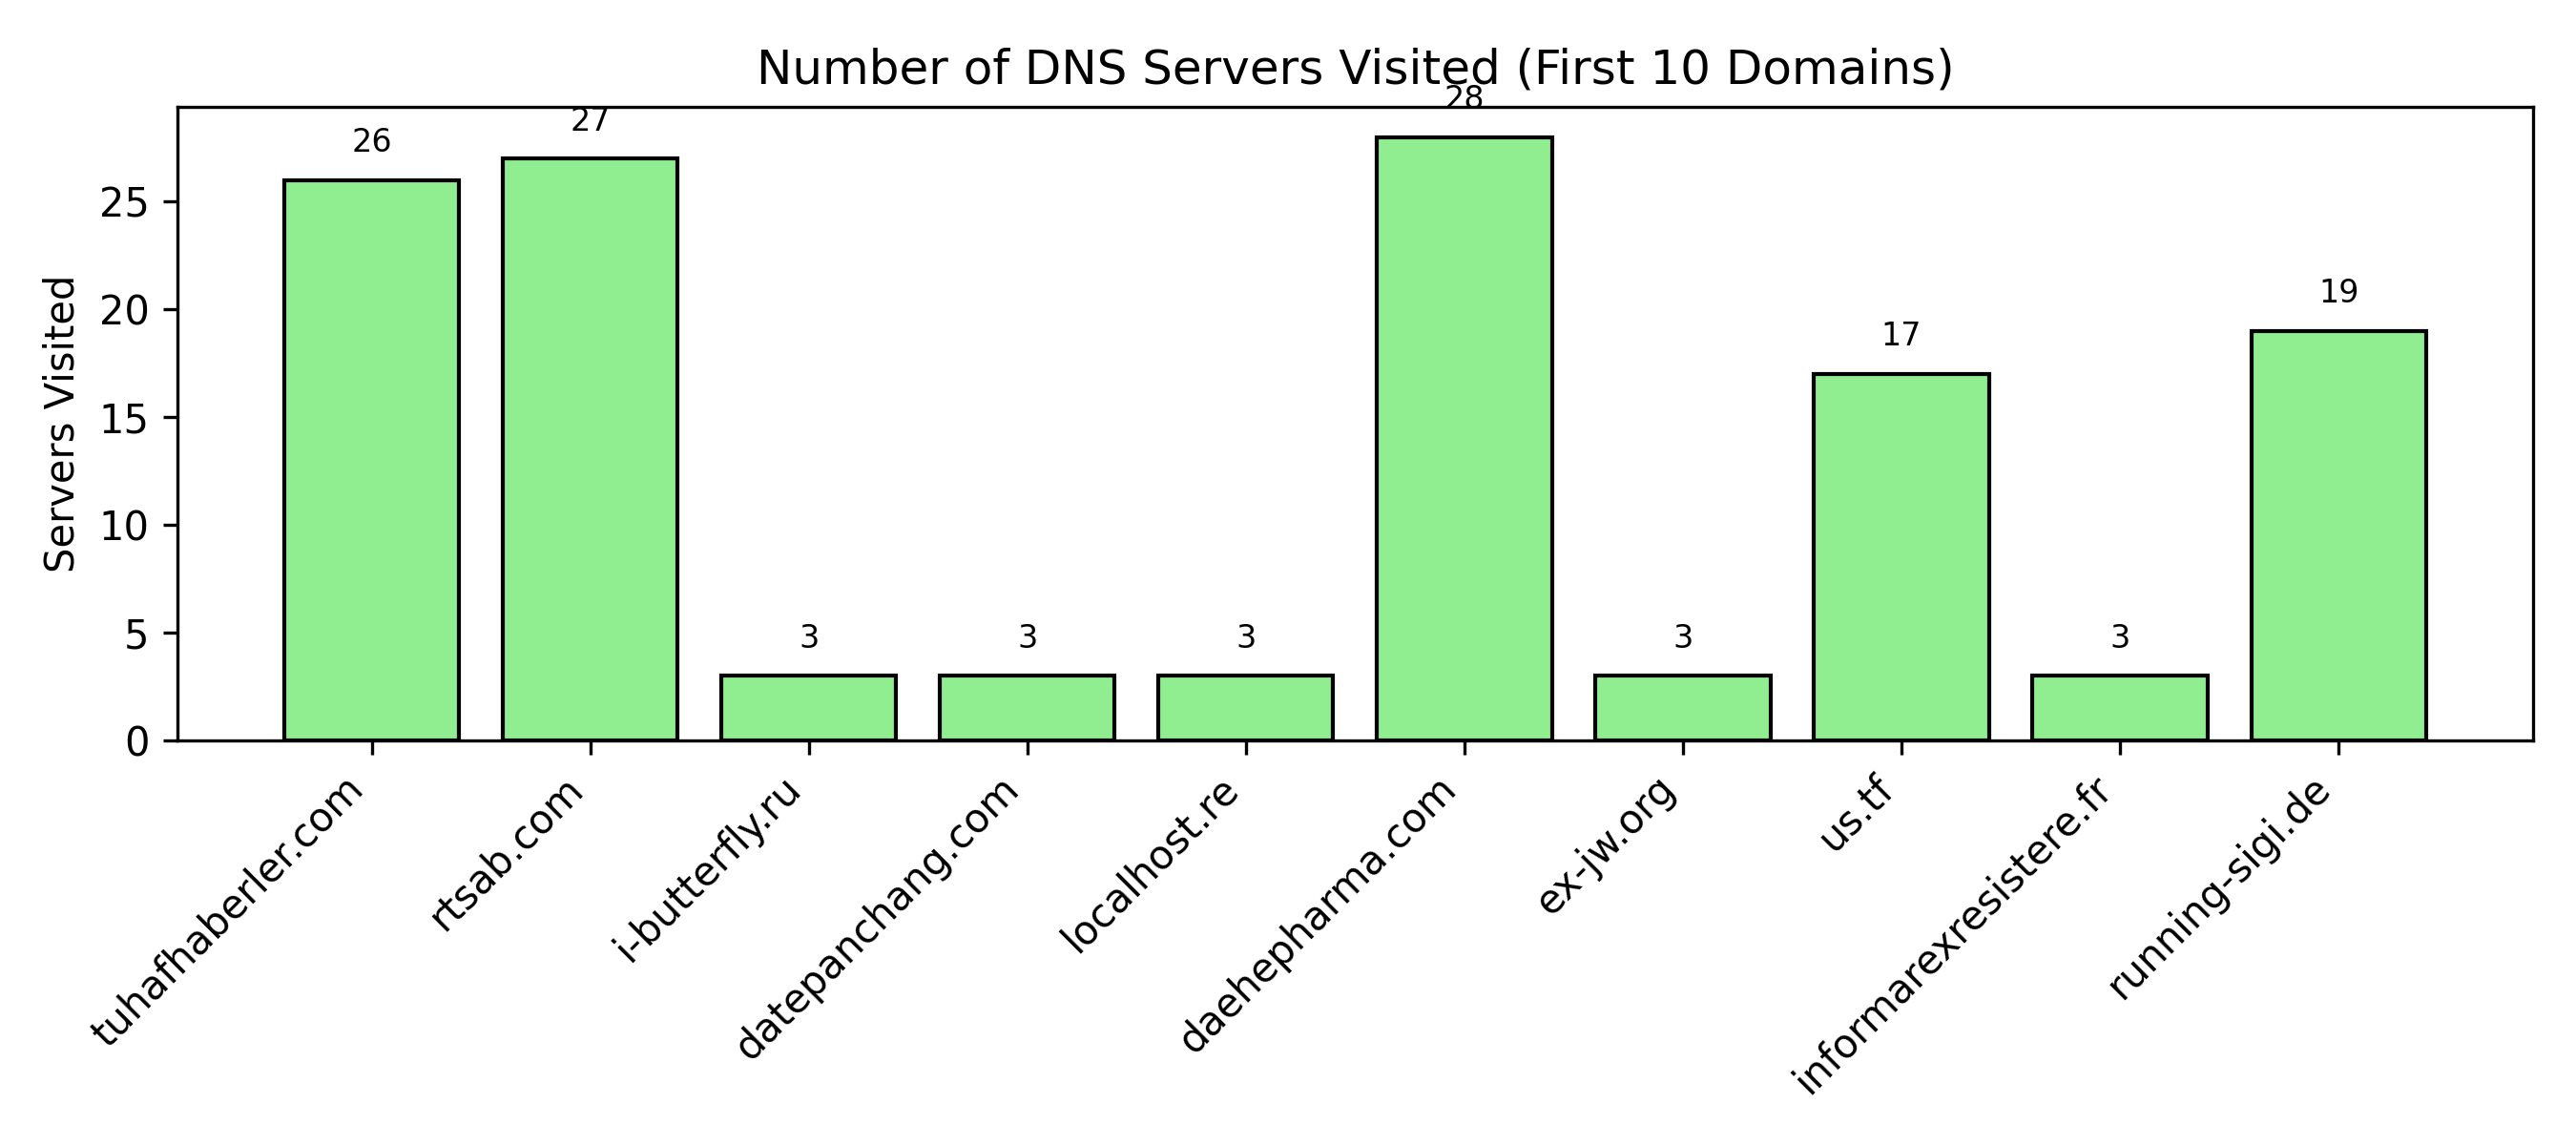 Number of DNS Servers Visited (First 10 Domains)
28
27
26
19
17
3
3
3
3
3
Servers Visited
25
20
15
10
5
0
tuhafhaberler.com
rtsab.com
i-butterfly.ru
datepanchang.com
localhost.re
daehepharma.com
ex-jw.org
us.tf
informarexresistere.fr
running-sigi.de